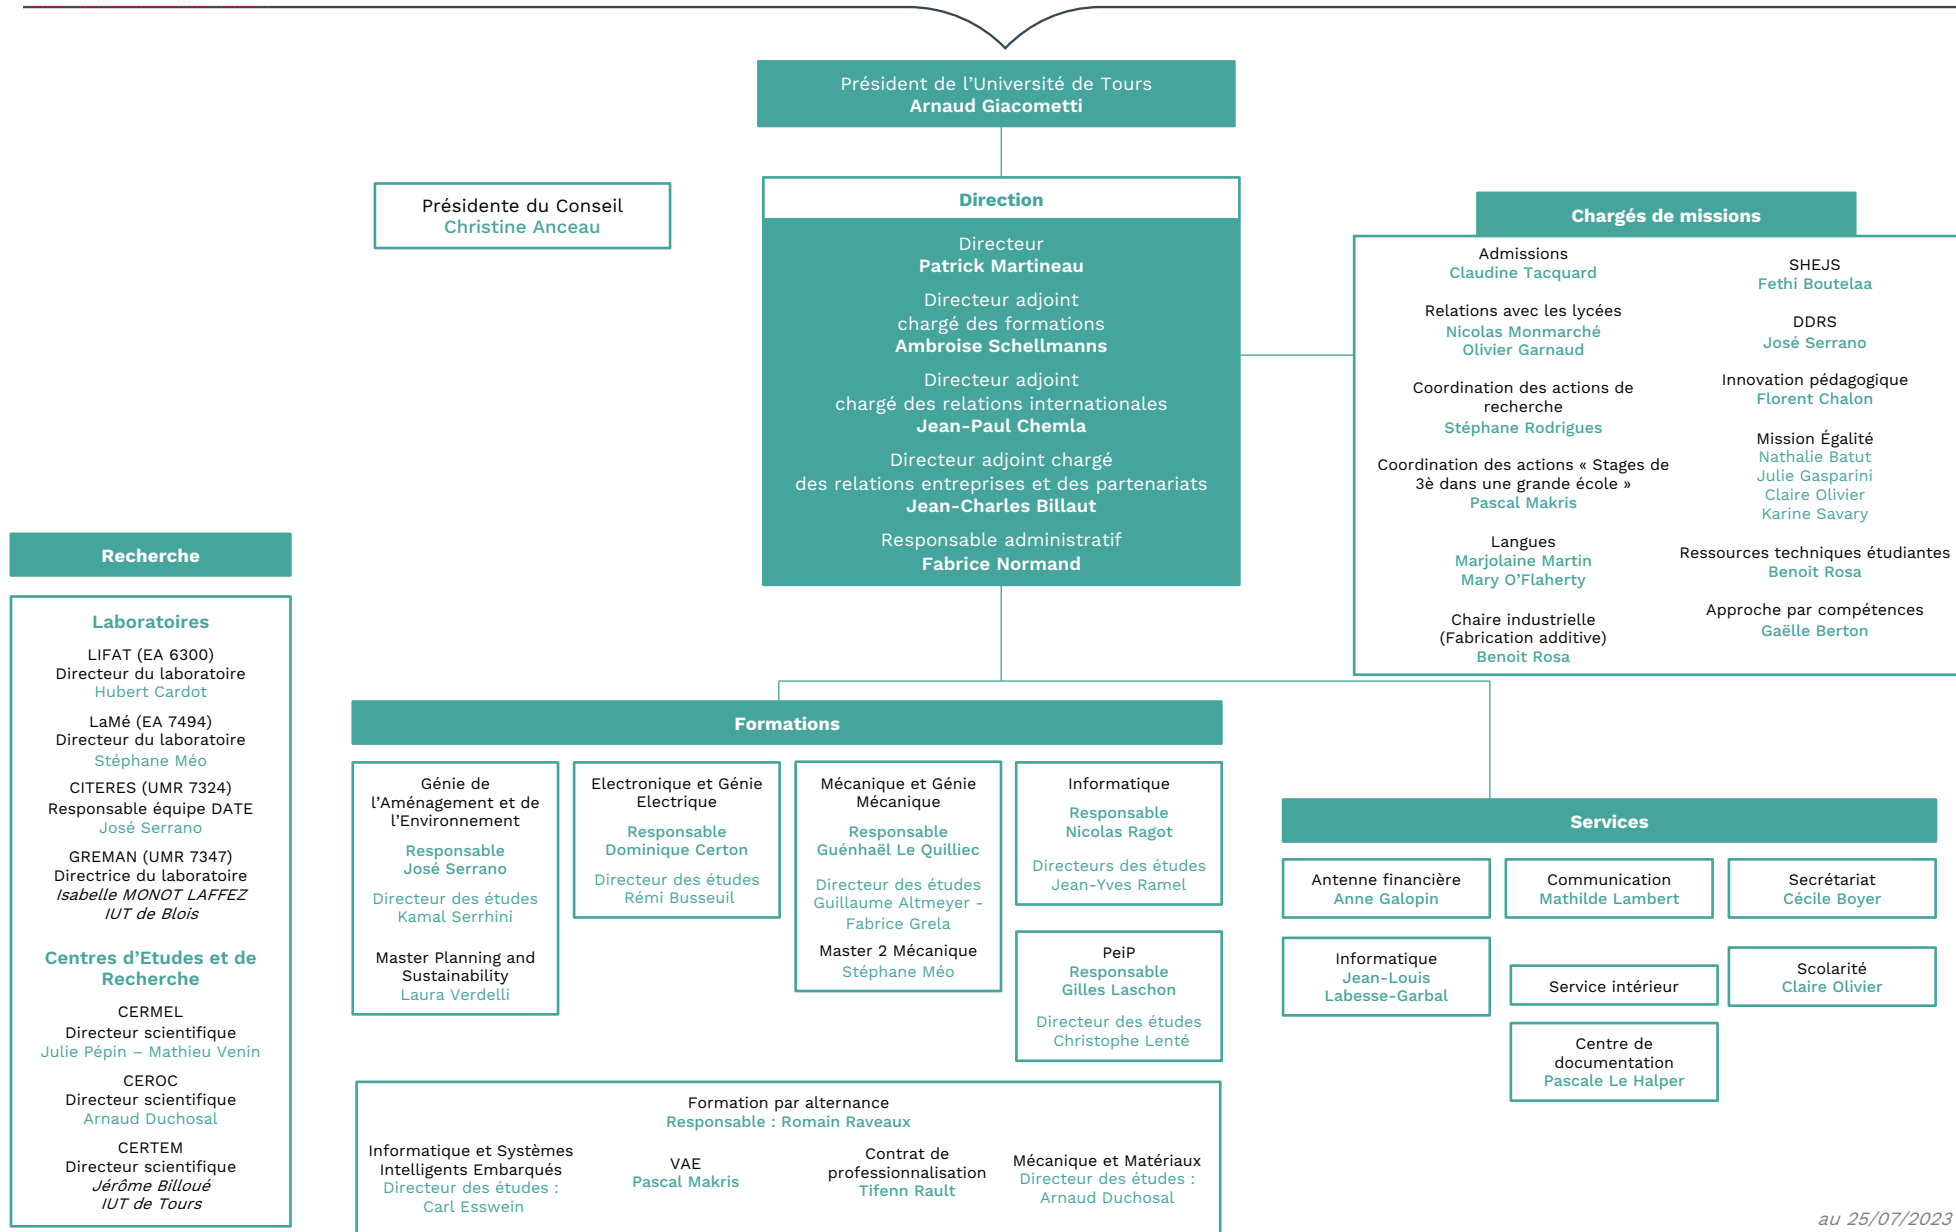 Président de l'Université de Tours
Arnaud Giacometti
Présidente du Conseil
Christine Anceau
Direction
Directeur
Patrick Martineau
Directeur adjoint
chargé des formations
Ambroise Schellmanns
Directeur adjoint
chargé des relations internationales
Jean-Paul Chemla
Directeur adjoint chargé
des relations entreprises et des partenariats
Jean-Charles Billaut
Responsable administratif
Fabrice Normand
Chargés de missions
Admissions
Claudine Tacquard
Relations avec les lycées
Nicolas Monmarché
Olivier Garnaud
Coordination des actions de
recherche
Stéphane Rodrigues
Coordination des actions « Stages de
3è dans une grande école »
Pascal Makris
Langues
Marjolaine Martin
Mary O'Flaherty
Chaire industrielle
(Fabrication additive)
Benoit Rosa
SHEJS
Fethi Boutelaa
DDRS
José Serrano
Innovation pédagogique
Florent Chalon
Mission Égalité
Nathalie Batut
Julie Gasparini
Claire Olivier
Karine Savary
Ressources techniques étudiantes
Benoit Rosa
Approche par compétences
Gaëlle Berton
Recherche
Laboratoires
LIFAT (EA 6300)
Directeur du laboratoire
Hubert Cardot
LaMé (EA 7494)
Directeur du laboratoire
Stéphane Méo
CITERES (UMR 7324)
Responsable équipe DATE
José Serrano
GREMAN (UMR 7347)
Directrice du laboratoire
Isabelle MONOT LAFFEZ
IUT de Blois
Centres d'Etudes et de
Recherche
CERMEL
Directeur scientifique
Julie Pépin – Mathieu Venin
CEROC
Directeur scientifique
Arnaud Duchosal
CERTEM
Directeur scientifique
Jérôme Billoué
IUT de Tours
Formations
Génie de
l'Aménagement et de
l'Environnement
Responsable
José Serrano
Directeur des études
Kamal Serrhini
Master Planning and
Sustainability
Laura Verdelli
Electronique et Génie
Electrique
Responsable
Dominique Certon
Directeur des études
Rémi Busseuil
Mécanique et Génie
Mécanique
Responsable
Guénhaël Le Quilliec
Directeur des études
Guillaume Altmeyer -
Fabrice Grela
Master 2 Mécanique
Stéphane Méo
Informatique
Responsable
Nicolas Ragot
Directeurs des études
Jean-Yves Ramel
PeiP
Responsable
Gilles Laschon
Directeur des études
Christophe Lenté
Formation par alternance
Responsable : Romain Raveaux
Informatique et Systèmes
Intelligents Embarqués
Directeur des études :
Carl Esswein
VAE
Pascal Makris
Contrat de
professionnalisation
Tifenn Rault
Mécanique et Matériaux
Directeur des études :
Arnaud Duchosal
Services
Antenne financière
Anne Galopin
Communication
Mathilde Lambert
Secrétariat
Cécile Boyer
Informatique
Jean-Louis
Labesse-Garbal
Service intérieur
Scolarité
Claire Olivier
Centre de
documentation
Pascale Le Halper
au 25/07/2023